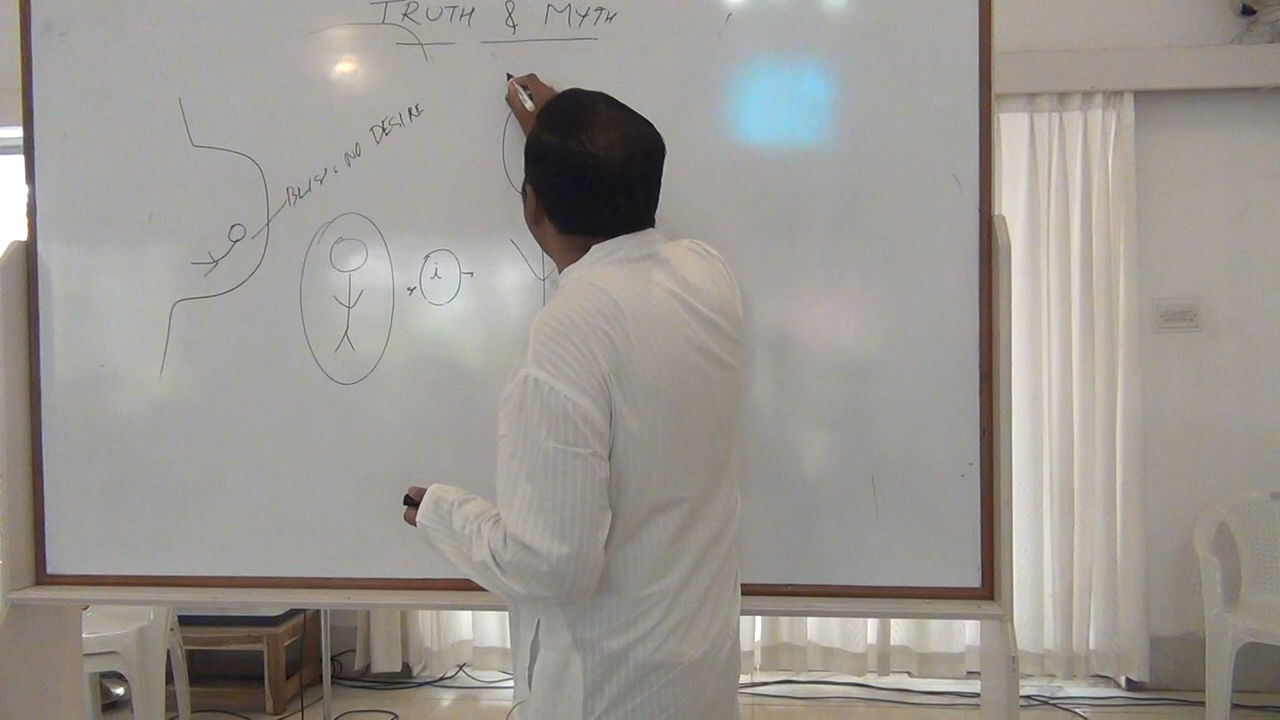 TRUTH & MYTH
BLISS = NO DESIRE
i